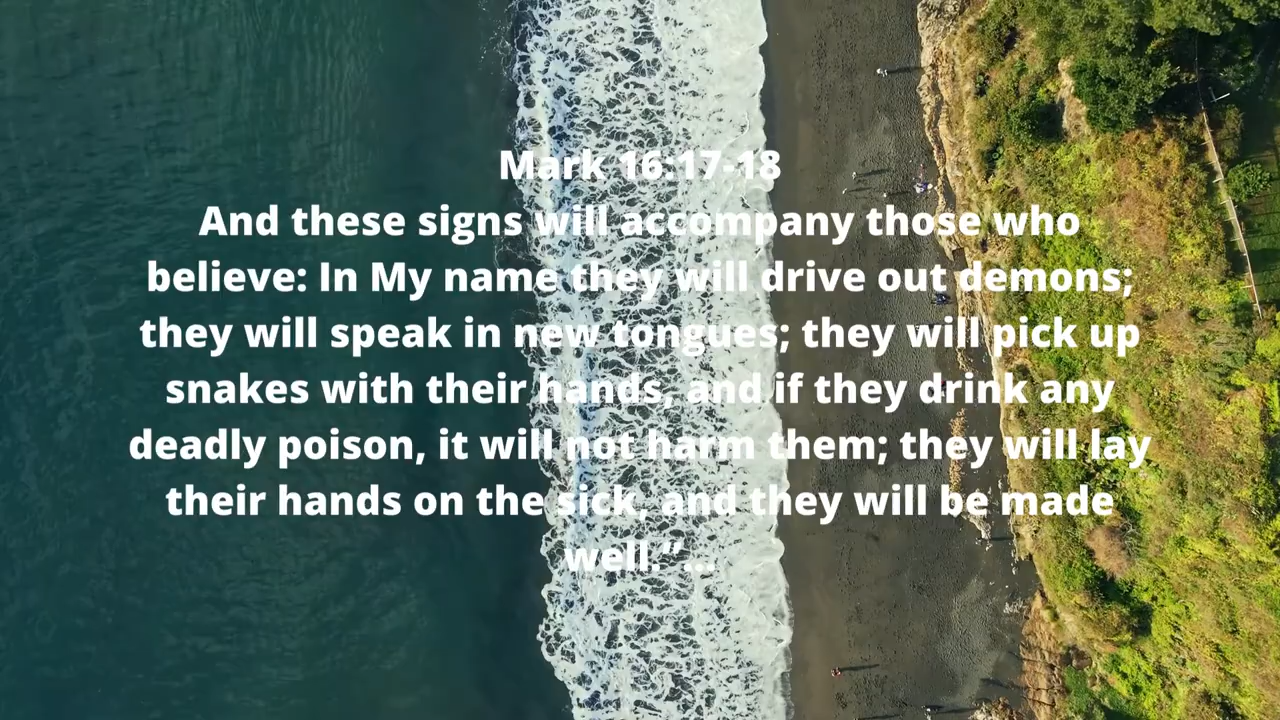 Mark 16:17-18
And these signs will accompany those who
believe: In My name they will drive out demons;
they will speak in new tongues; they will pick up
snakes with their hands, and if they drink any
deadly poison, it will not harm them; they will lay
their hands on the sick, and they will be made
well.”...